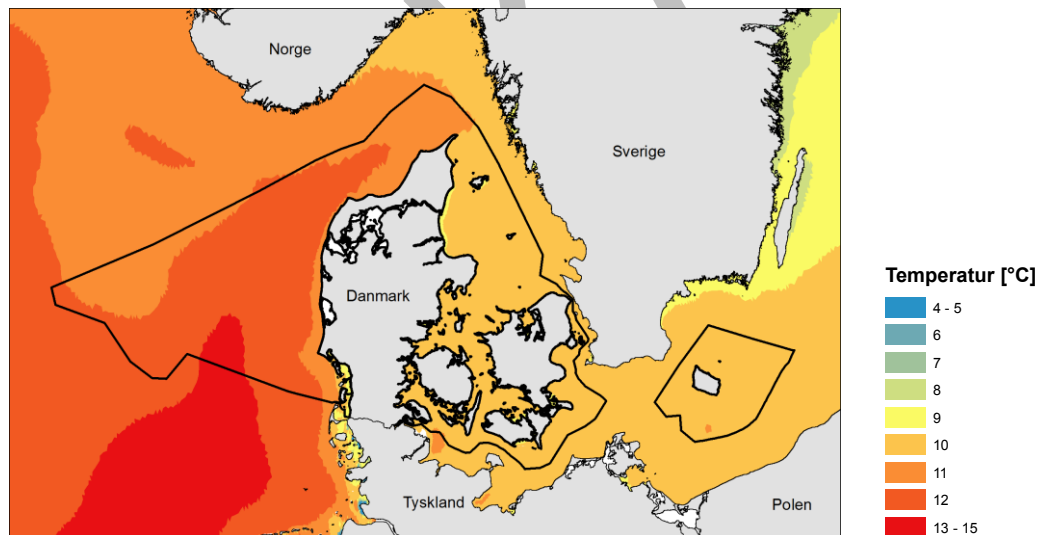 Norge
Sverige
Danmark
Tyskland
Polen
Temperatur [°C]
4 - 5
6
7
8
9
10
11
12
13 - 15